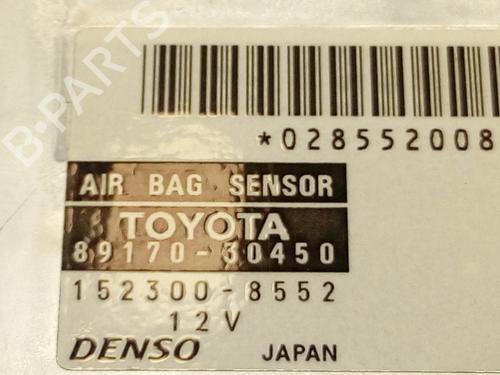 B-PARTS
*028552008
AIR BAG SENSOR
TOYOTA
89170-30450
152300-8552
12V
DENSO JAPAN